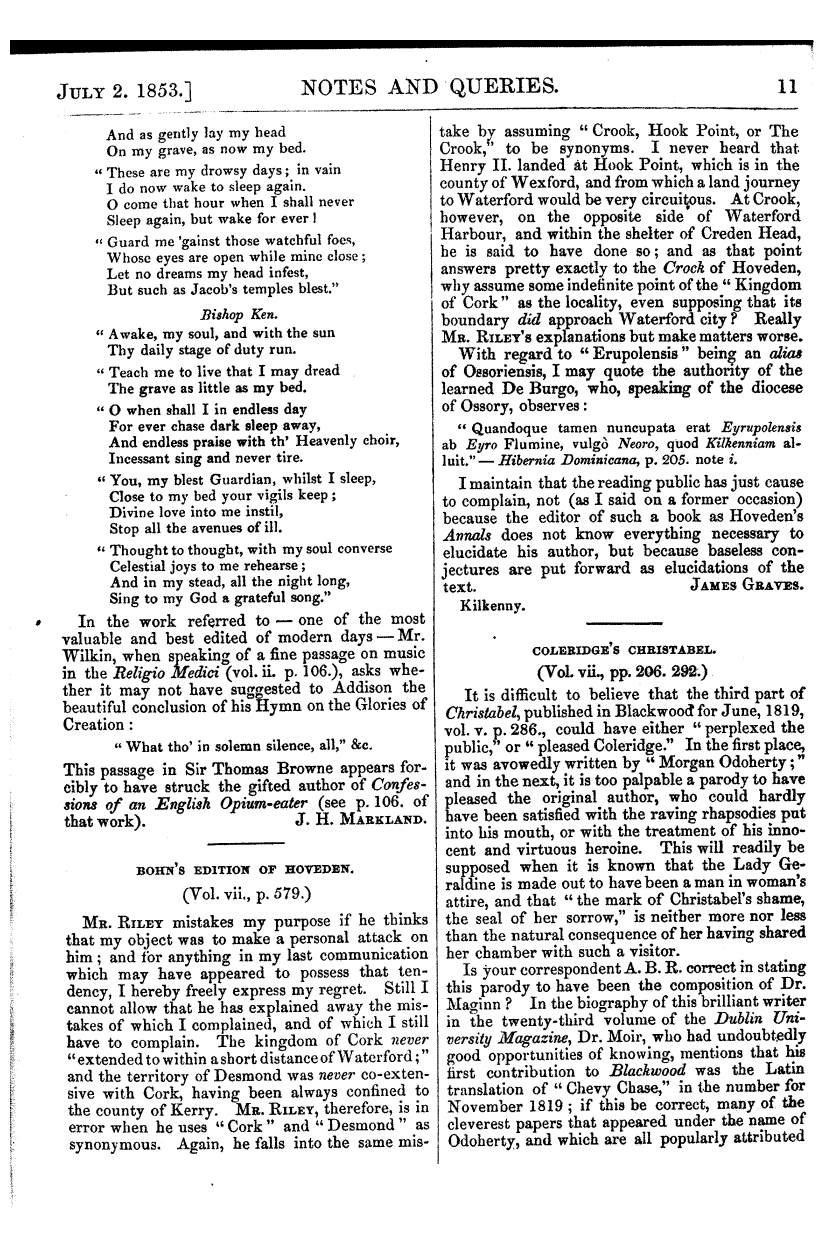 JULY 2. 1853.] NOTES AND QUERIES. 11
And as gently lay my head
On my grave, as now my bed.
“ These are my drowsy days ; in vain
I do now wake to sleep again.
O come that hour when I shall never
Sleep again, but wake for ever !
“ Guard me 'gainst those watchful foes,
Whose eyes are open while mine close ;
Let no dreams my head infest,
But such as Jacob's temples blest.”
Bishop Ken.
“ Awake, my soul, and with the sun
Thy daily stage of duty run.
“ Teach me to live that I may dread
The grave as little as my bed.
“ O when shall I in endless day
For ever chase dark sleep away,
And endless praise with th' Heavenly choir,
Incessant sing and never tire.
“ You, my blest Guardian, whilst I sleep,
Close to my bed your vigils keep ;
Divine love into me instil,
Stop all the avenues of ill.
“ Thought to thought, with my soul converse
Celestial joys to me rehearse ;
And in my stead, all the night long,
Sing to my God a grateful song.”
In the work referred to — one of the most
valuable and best edited of modern days — Mr.
Wilkin, when speaking of a fine passage on music
in the Religio Medici (vol. ii. p. 106.), asks whe-
ther it may not have suggested to Addison the
beautiful conclusion of his Hymn on the Glories of
Creation :
“ What tho' in solemn silence, all,” &c.
This passage in Sir Thomas Browne appears for-
cibly to have struck the gifted author of Confes-
sions of an English Opium-eater (see p. 106. of
that work). J. H. MARKLAND.
BOHN'S EDITION OF HOVEDEN.
(Vol. vii., p. 579.)
MR. RILEY mistakes my purpose if he thinks
that my object was to make a personal attack on
him ; and for anything in my last communication
which may have appeared to possess that ten-
dency, I hereby freely express my regret. Still I
cannot allow that he has explained away the mis-
takes of which I complained, and of which I still
have to complain. The kingdom of Cork never
“extended to within a short distance of Waterford ;”
and the territory of Desmond was never co-exten-
sive with Cork, having been always confined to
the county of Kerry. MR. RILEY, therefore, is in
error when he uses “ Cork ” and “ Desmond ” as
synonymous. Again, he falls into the same mis-
take by assuming “ Crook, Hook Point, or The
Crook,” to be synonyms. I never heard that
Henry II. landed at Hook Point, which is in the
county of Wexford, and from which a land journey
to Waterford would be very circuitous. At Crook,
however, on the opposite side of Waterford
Harbour, and within the shelter of Creden Head,
he is said to have done so ; and as that point
answers pretty exactly to the Crock of Hoveden,
why assume some indefinite point of the “ Kingdom
of Cork ” as the locality, even supposing that its
boundary did approach Waterford city ? Really
MR. RILEY's explanations but make matters worse.
With regard to “ Erupolensis ” being an alias
of Ossoriensis, I may quote the authority of the
learned De Burgo, who, speaking of the diocese
of Ossory, observes :
“ Quandoque tamen nuncupata erat Eyrupolensis
ab Eyro Flumine, vulgò Neoro, quod Kilkenniam al-
luit.” — Hibernia Dominicana, p. 205. note i.
I maintain that the reading public has just cause
to complain, not (as I said on a former occasion)
because the editor of such a book as Hoveden's
Annals does not know everything necessary to
elucidate his author, but because baseless con-
jectures are put forward as elucidations of the
text. JAMES GRAVES.
Kilkenny.
COLERIDGE'S CHRISTABEL.
(Vol. vii., pp. 206. 292.)
It is difficult to believe that the third part of
Christabel, published in Blackwood for June, 1819,
vol. v. p. 286., could have either “ perplexed the
public,” or “ pleased Coleridge.” In the first place,
it was avowedly written by “ Morgan Odoherty ; ”
and in the next, it is too palpable a parody to have
pleased the original author, who could hardly
have been satisfied with the raving rhapsodies put
into his mouth, or with the treatment of his inno-
cent and virtuous heroine. This will readily be
supposed when it is known that the Lady Ge-
raldine is made out to have been a man in woman's
attire, and that “ the mark of Christabel's shame,
the seal of her sorrow,” is neither more nor less
than the natural consequence of her having shared
her chamber with such a visitor.
Is your correspondent A. B. R. correct in stating
this parody to have been the composition of Dr.
Maginn ? In the biography of this brilliant writer
in the twenty-third volume of the Dublin Uni-
versity Magazine, Dr. Moir, who had undoubtedly
good opportunities of knowing, mentions that his
first contribution to Blackwood was the Latin
translation of “ Chevy Chase,” in the number for
November 1819 ; if this be correct, many of the
cleverest papers that appeared under the name of
Odoherty, and which are all popularly attributed